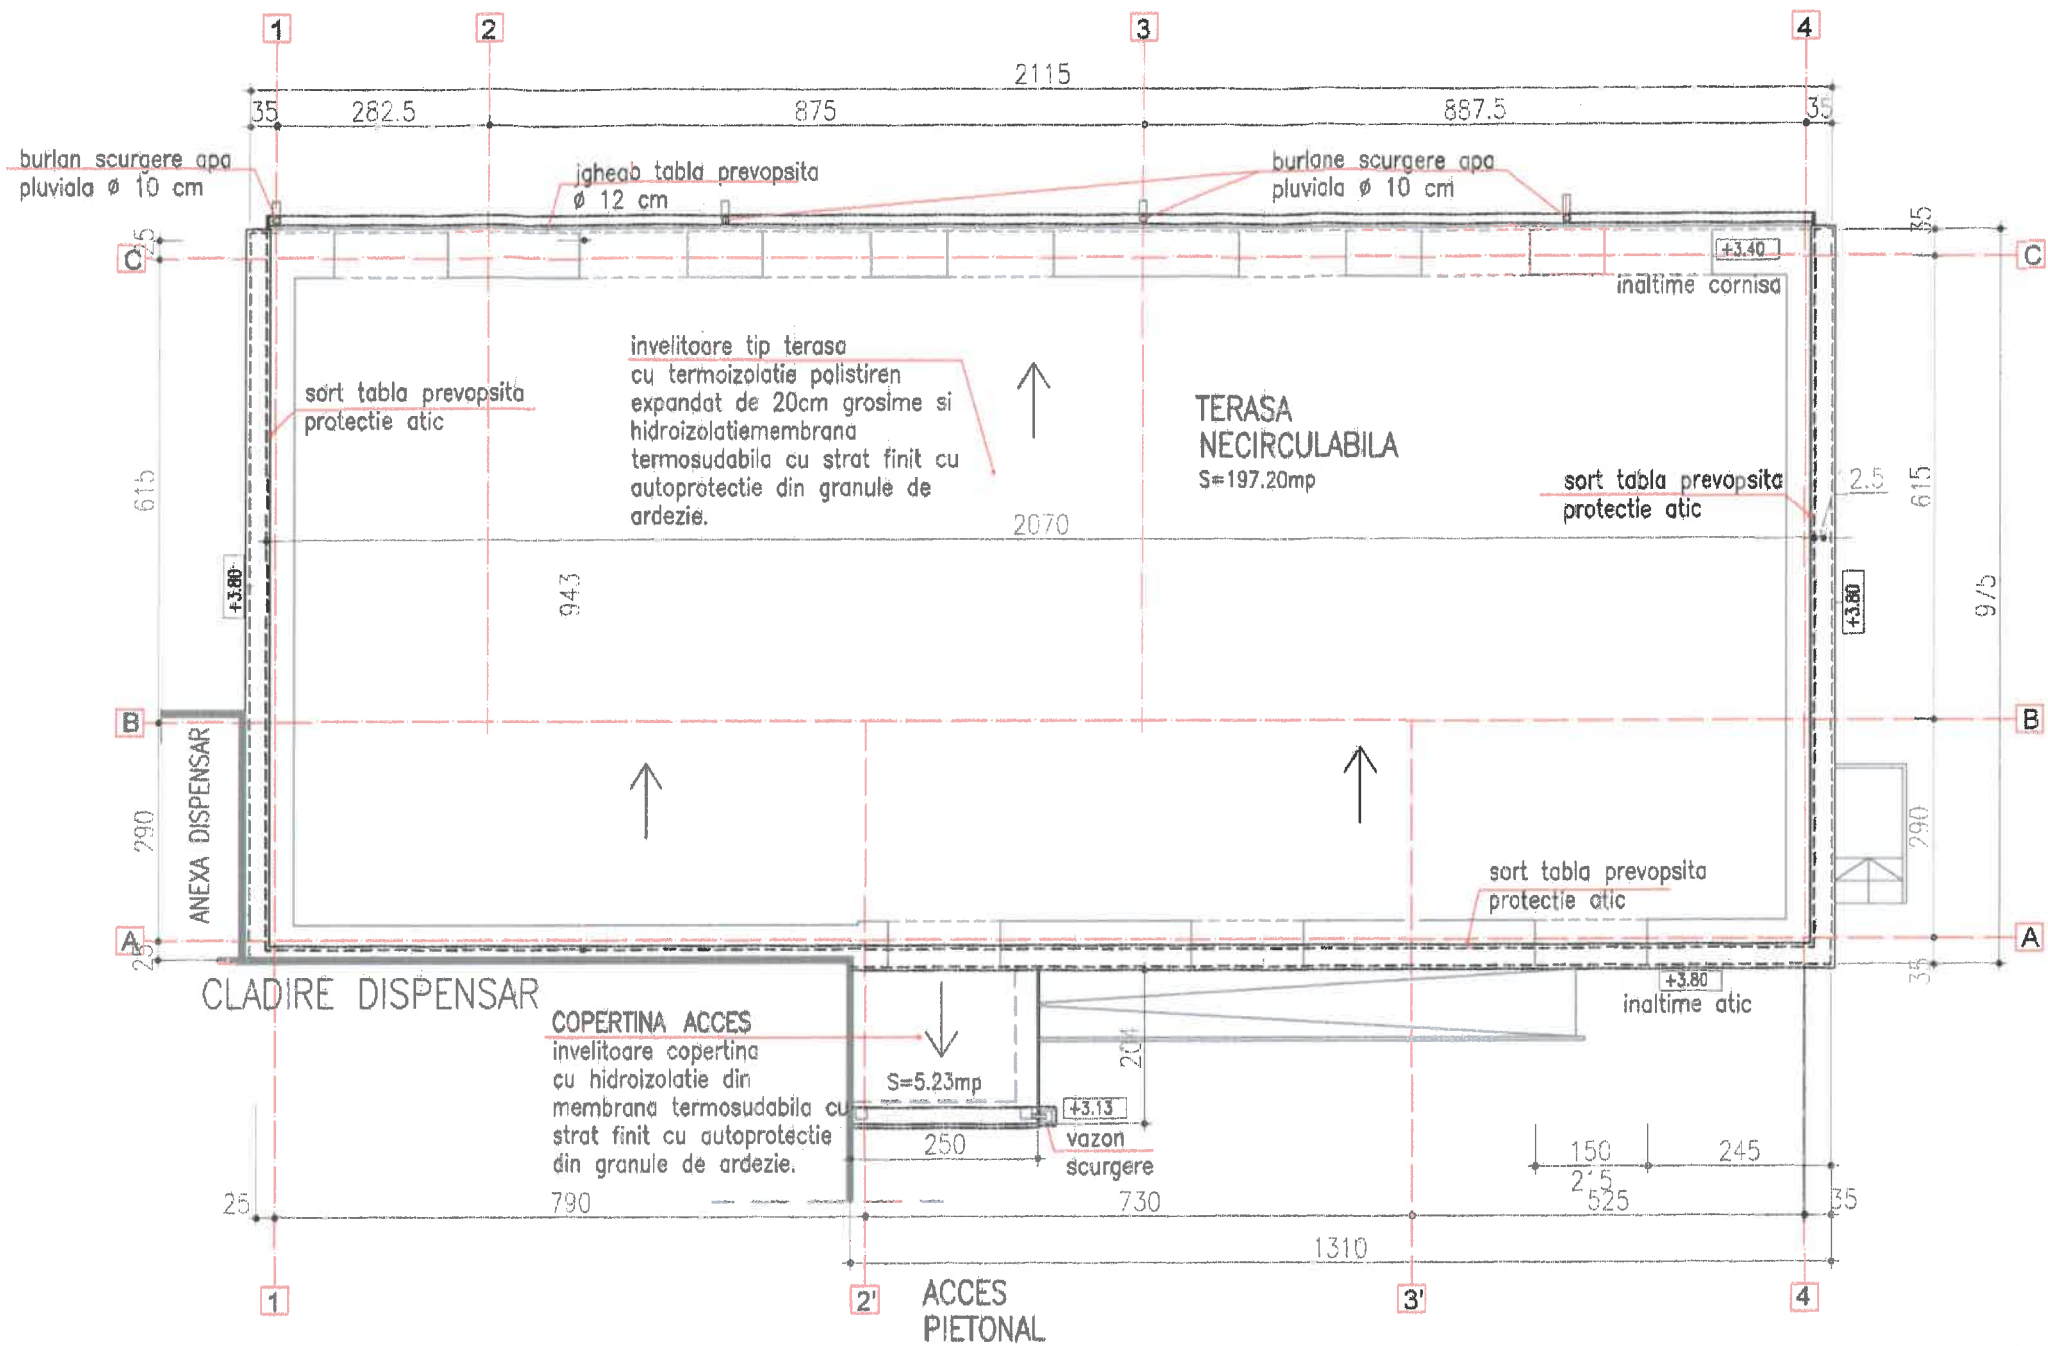 1
2
3
4
2115
35
282.5
875
887.5
35
burlan scurgere apa
pluviala ø 10 cm
jgheab tabla prevopsita
ø 12 cm
burlane scurgere apa
pluviala ø 10 cm
25
35
C
+3.40
C
inaltime cornisa
invelitoare tip terasa
cu termoizolatie polistiren
expandat de 20cm grosime si
hidroizolatiemembrana
termosudabila cu strat finit cu
autoprotectie din granule de
ardezie.
sort tabla prevopsita
protectie atic
TERASA
NECIRCULABILA
S=197.20mp
sort tabla prevopsita
protectie atic
2.5
615
615
2070
943
+3.80
+3.80
975
B
B
ANEXA DISPENSAR
290
290
sort tabla prevopsita
protectie atic
A
A
25
35
CLADIRE DISPENSAR
+3.80
inaltime atic
COPERTINA ACCES
invelitoare copertina
cu hidroizolatie din
membrana termosudabila cu
strat finit cu autoprotectie
din granule de ardezie.
S=5.23mp
204
+3.13
vazon
scurgere
250
150
245
25
790
730
525
35
1310
1
2'
3'
4
ACCES
PIETONAL